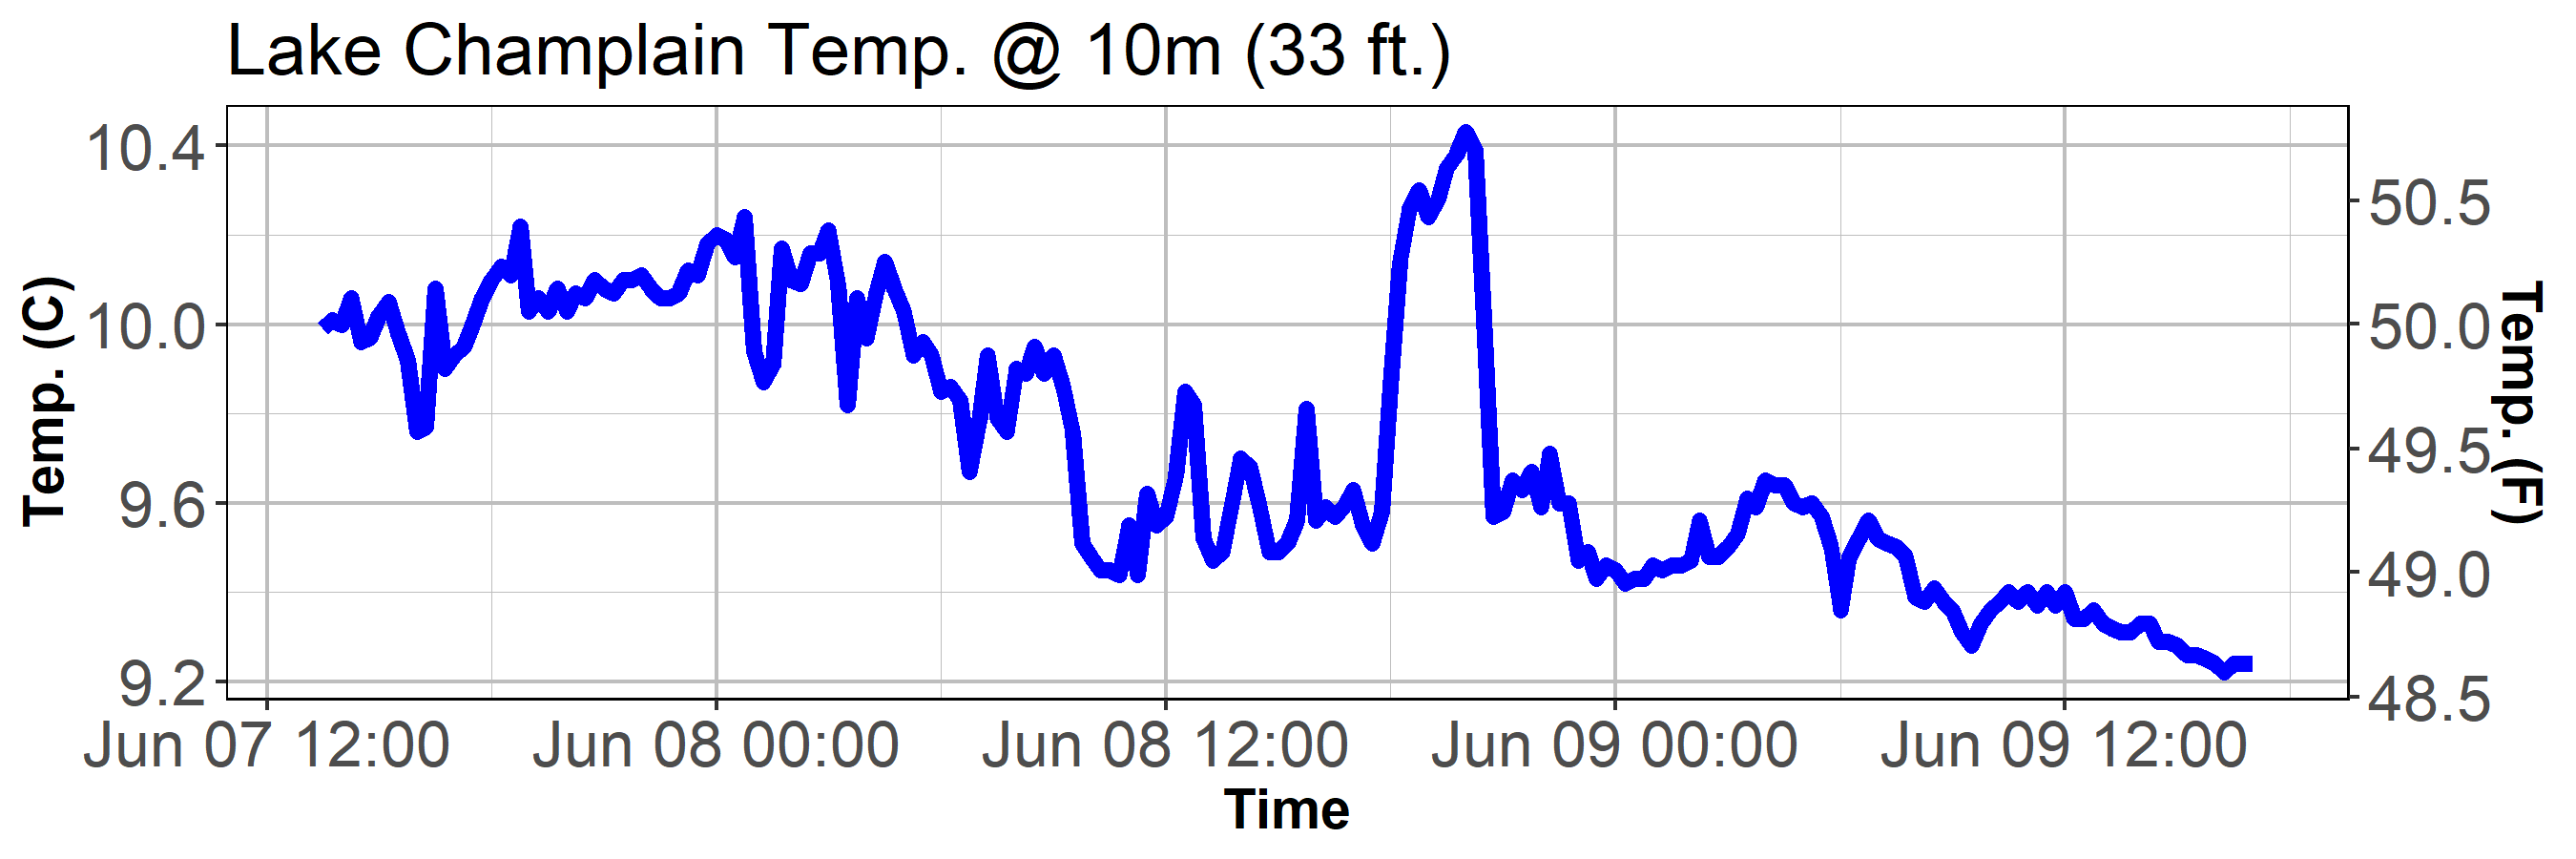 Lake Champlain Temp. @ 10m (33 ft.)
Temp. (C)
10.4
10.0
9.6
9.2
50.5
50.0
49.5
49.0
48.5
Temp. (F)
Jun 07 12:00 Jun 08 00:00 Jun 08 12:00 Jun 09 00:00 Jun 09 12:00
Time